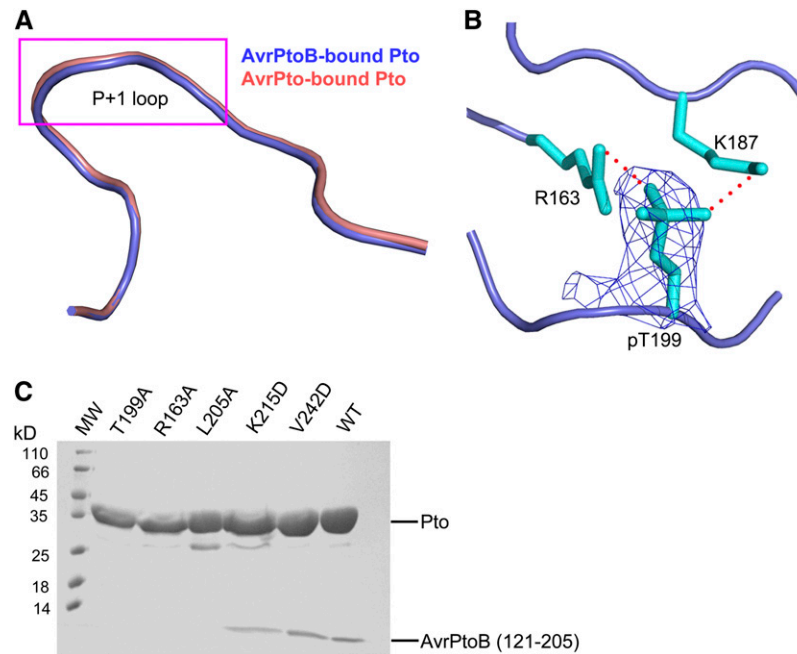 A
AvrPtoB-bound Pto
AvrPto-bound Pto
P+1 loop
B
K187
R163
pT199
C
kD
MW T199A R163A L205A K215D V242D WT
110
66
45
35
25
18
14
Pto
AvrPtoB (121-205)